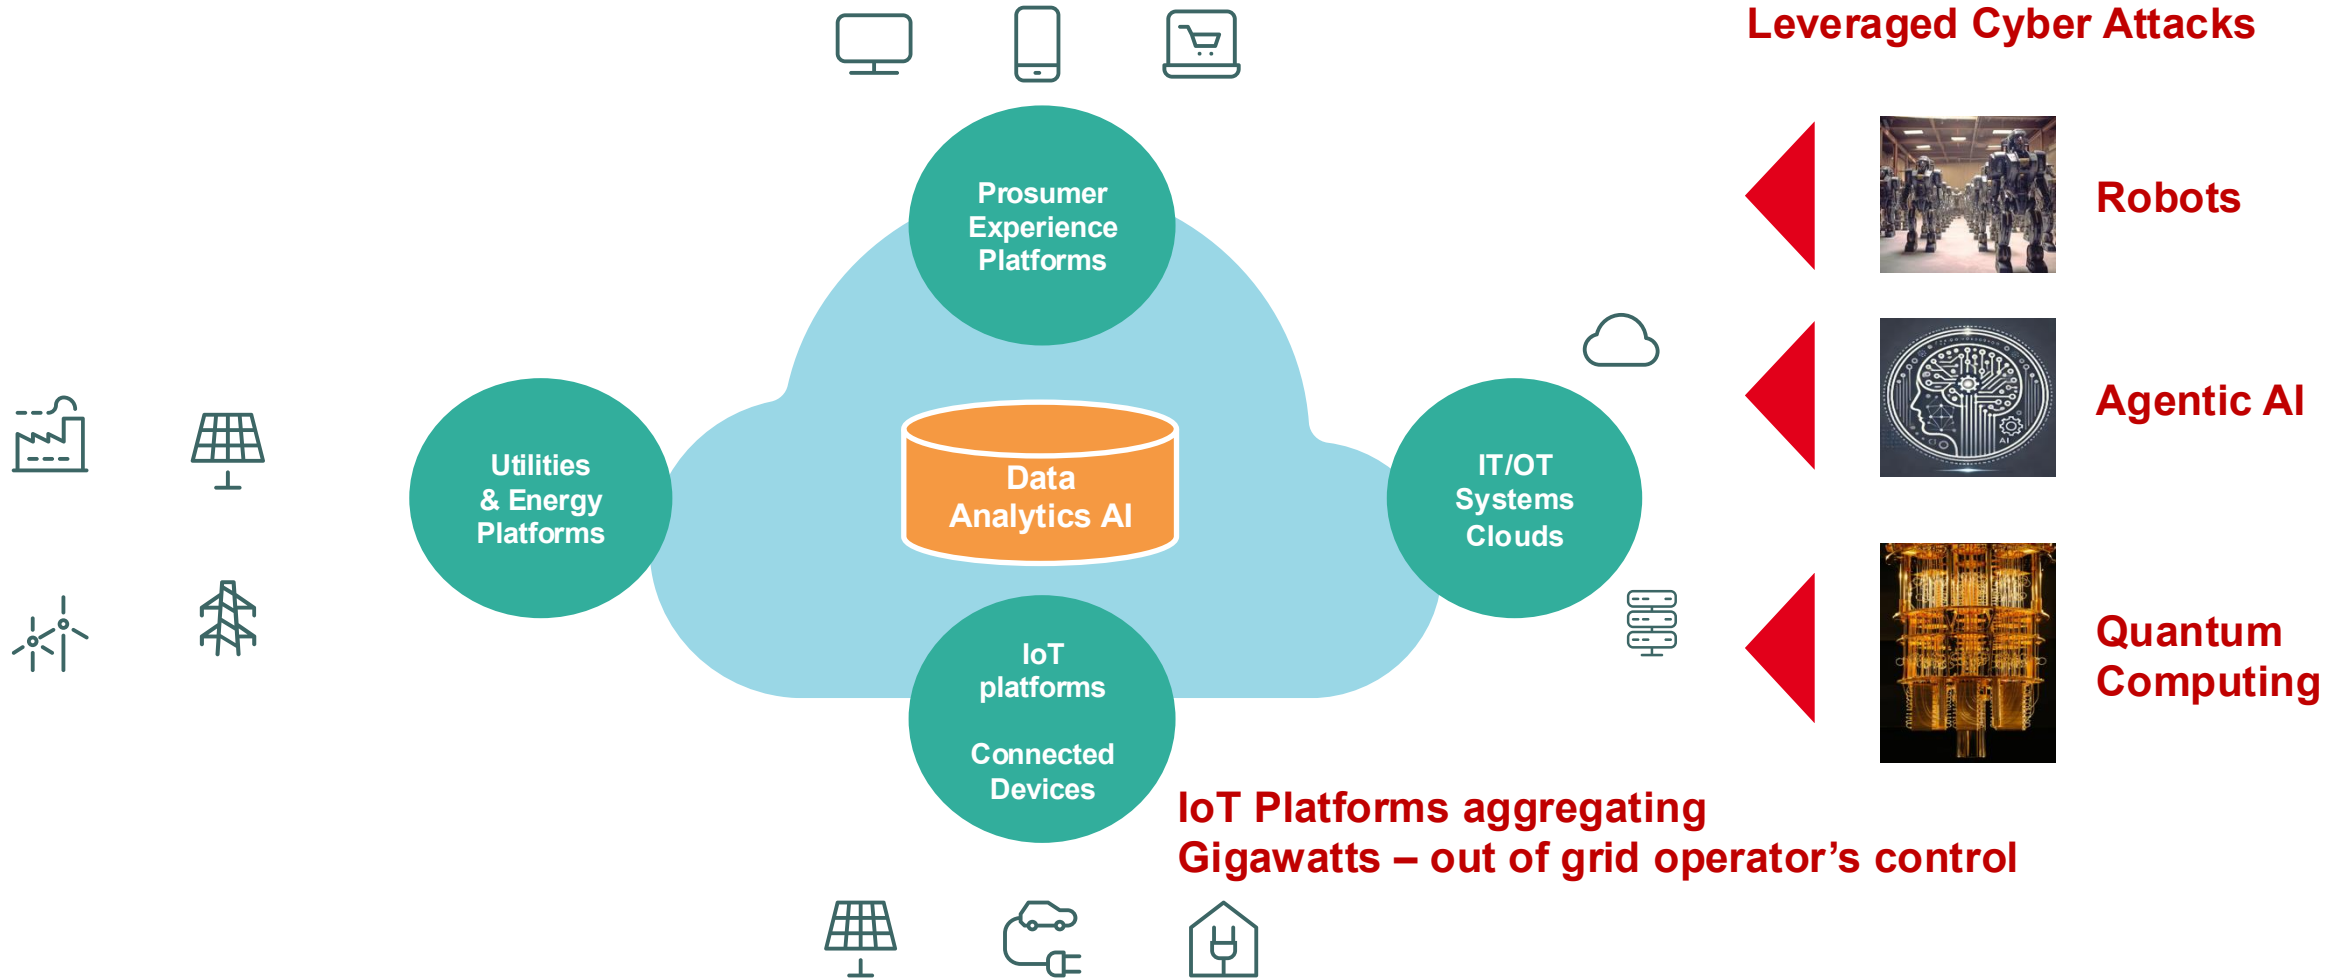 Leveraged Cyber Attacks
Prosumer
Experience
Platforms
Robots
Agentic AI
Utilities
& Energy
Platforms
Data
Analytics AI
IT/OT
Systems
Clouds
IoT
platforms
Connected
Devices
Quantum
Computing
IoT Platforms aggregating
Gigawatts – out of grid operator’s control
AI